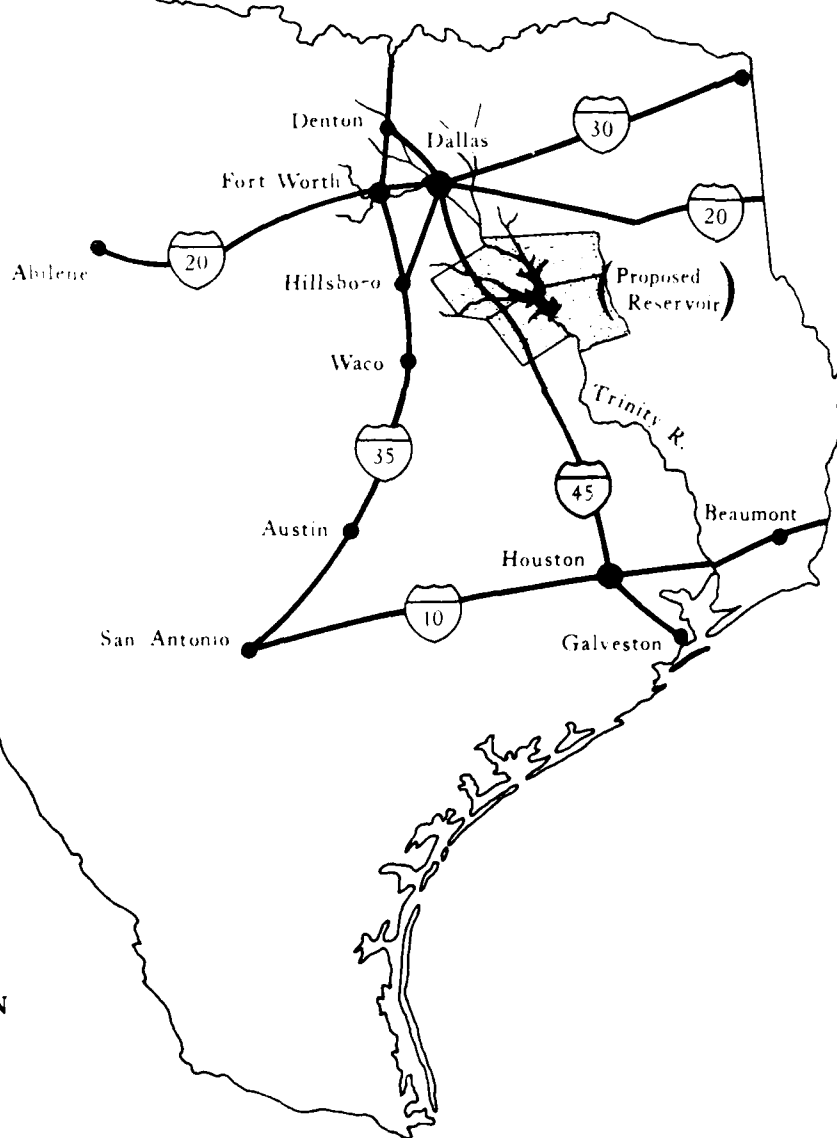 Denton
Dallas
30
Fort Worth
20
20
Abilene
Hillsboro
(Proposed
Reservoir)
Waco
Trinity R.
35
45
Beaumont
Austin
Houston
10
San Antonio
Galveston
N